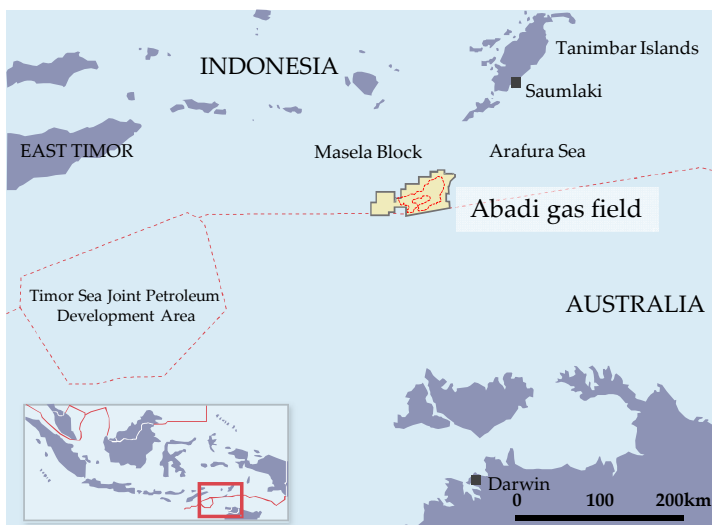 Tanimbar Islands
INDONESIA
Saumlaki
EAST TIMOR
Masela Block
Arafura Sea
Abadi gas field
Timor Sea Joint Petroleum
Development Area
AUSTRALIA
Darwin
0 100 200km